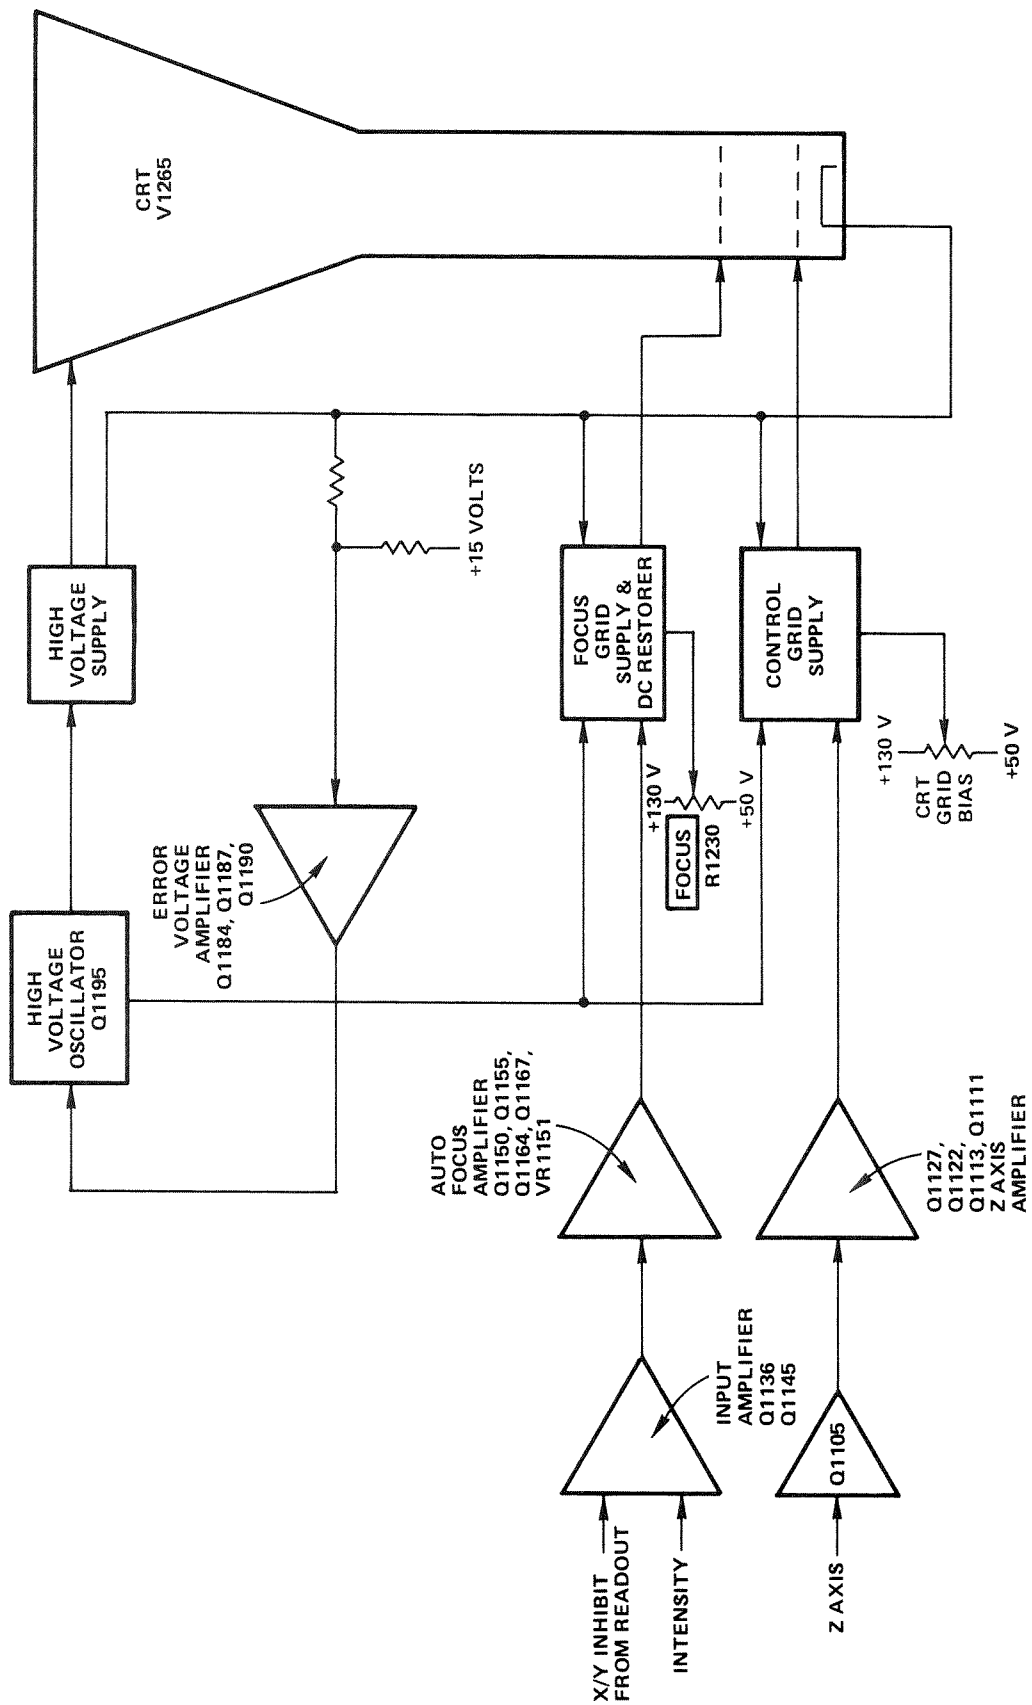 HIGH
VOLTAGE
OSCILLATOR
Q1195
HIGH
VOLTAGE
SUPPLY
CRT
V1265
ERROR
VOLTAGE
AMPLIFIER
Q1184, Q1187,
Q1190
+15 VOLTS
AUTO
FOCUS
AMPLIFIER
Q1150, Q1155,
Q1164, Q1167,
VR1151
FOCUS
GRID
SUPPLY &
DC RESTORER
+130 V
FOCUS
R1230
+50 V
X/Y INHIBIT
FROM READOUT
INTENSITY
INPUT
AMPLIFIER
Q1136
Q1145
CONTROL
GRID
SUPPLY
+130 V
CRT
GRID
BIAS
+50 V
Z AXIS
Q1105
Q1127,
Q1122,
Q1113, Q1111
Z AXIS
AMPLIFIER